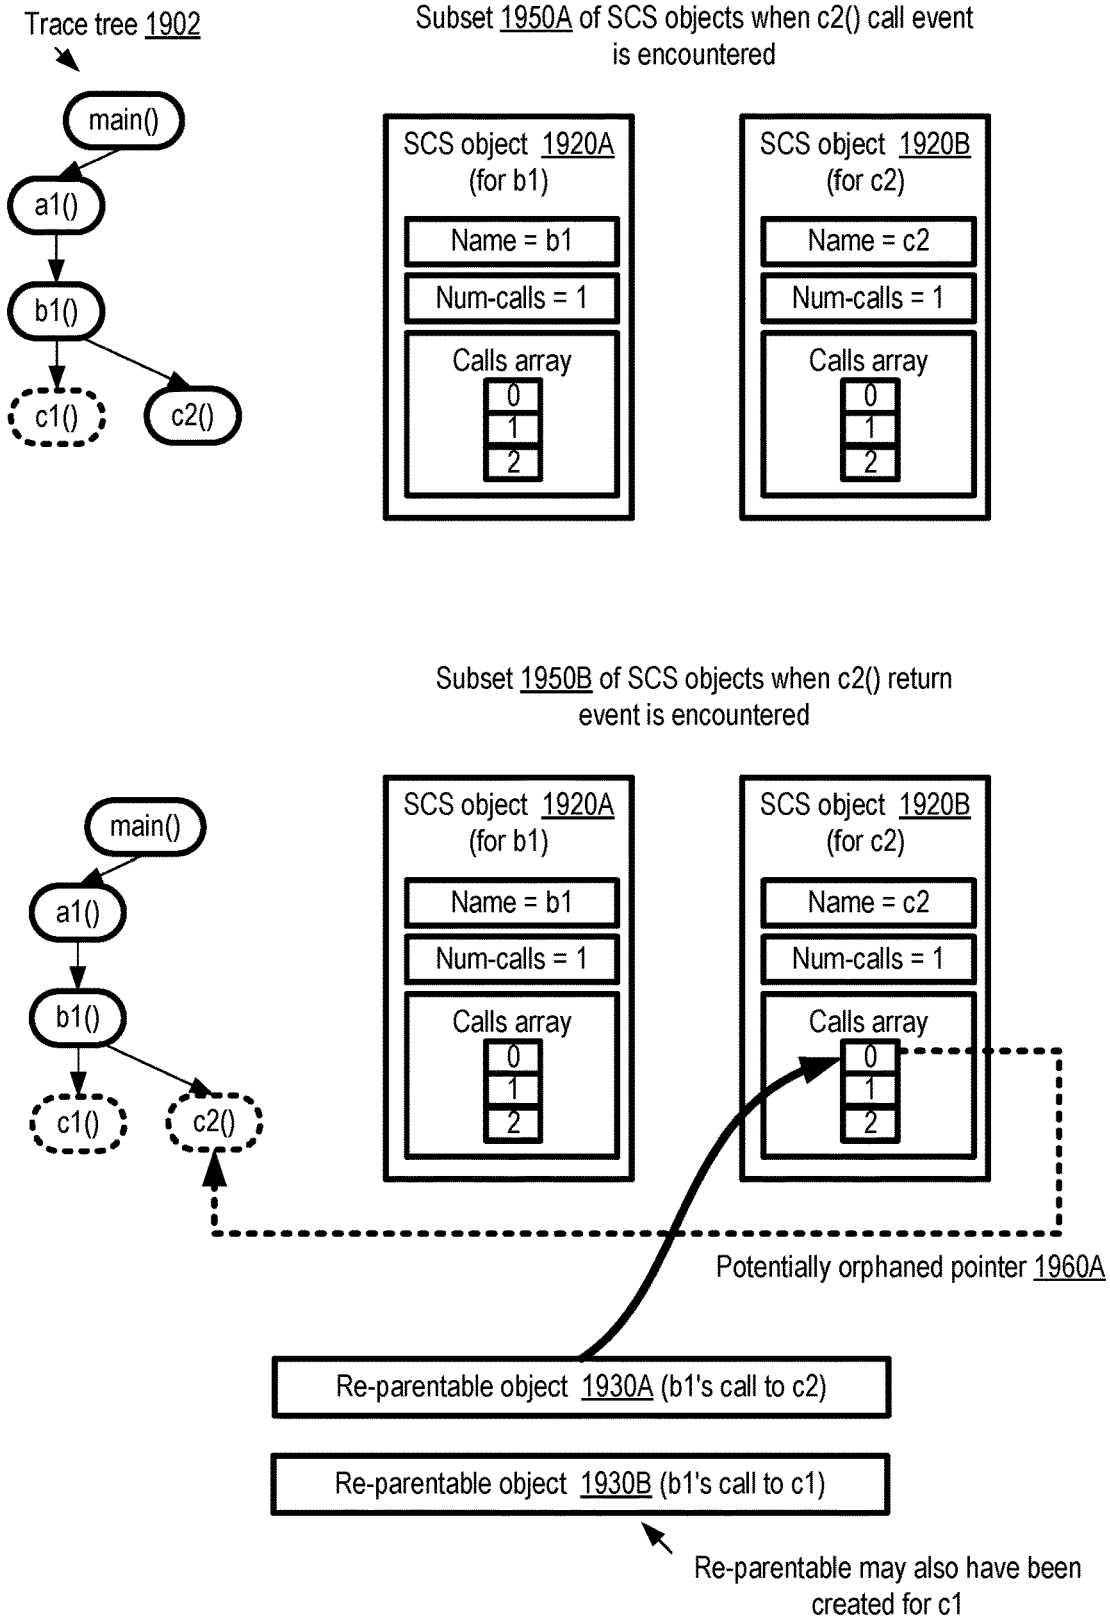 Trace tree 1902
Subset 1950A of SCS objects when c2() call event
is encountered
main()
a1()
b1()
c1()
c2()
SCS object 1920A
(for b1)
Name = b1
Num-calls = 1
Calls array
0
1
2
SCS object 1920B
(for c2)
Name = c2
Num-calls = 1
Calls array
0
1
2
Subset 1950B of SCS objects when c2() return
event is encountered
main()
a1()
b1()
c1()
c2()
SCS object 1920A
(for b1)
Name = b1
Num-calls = 1
Calls array
0
1
2
SCS object 1920B
(for c2)
Name = c2
Num-calls = 1
Calls array
0
1
2
Potentially orphaned pointer 1960A
Re-parentable object 1930A (b1's call to c2)
Re-parentable object 1930B (b1's call to c1)
Re-parentable may also have been
created for c1